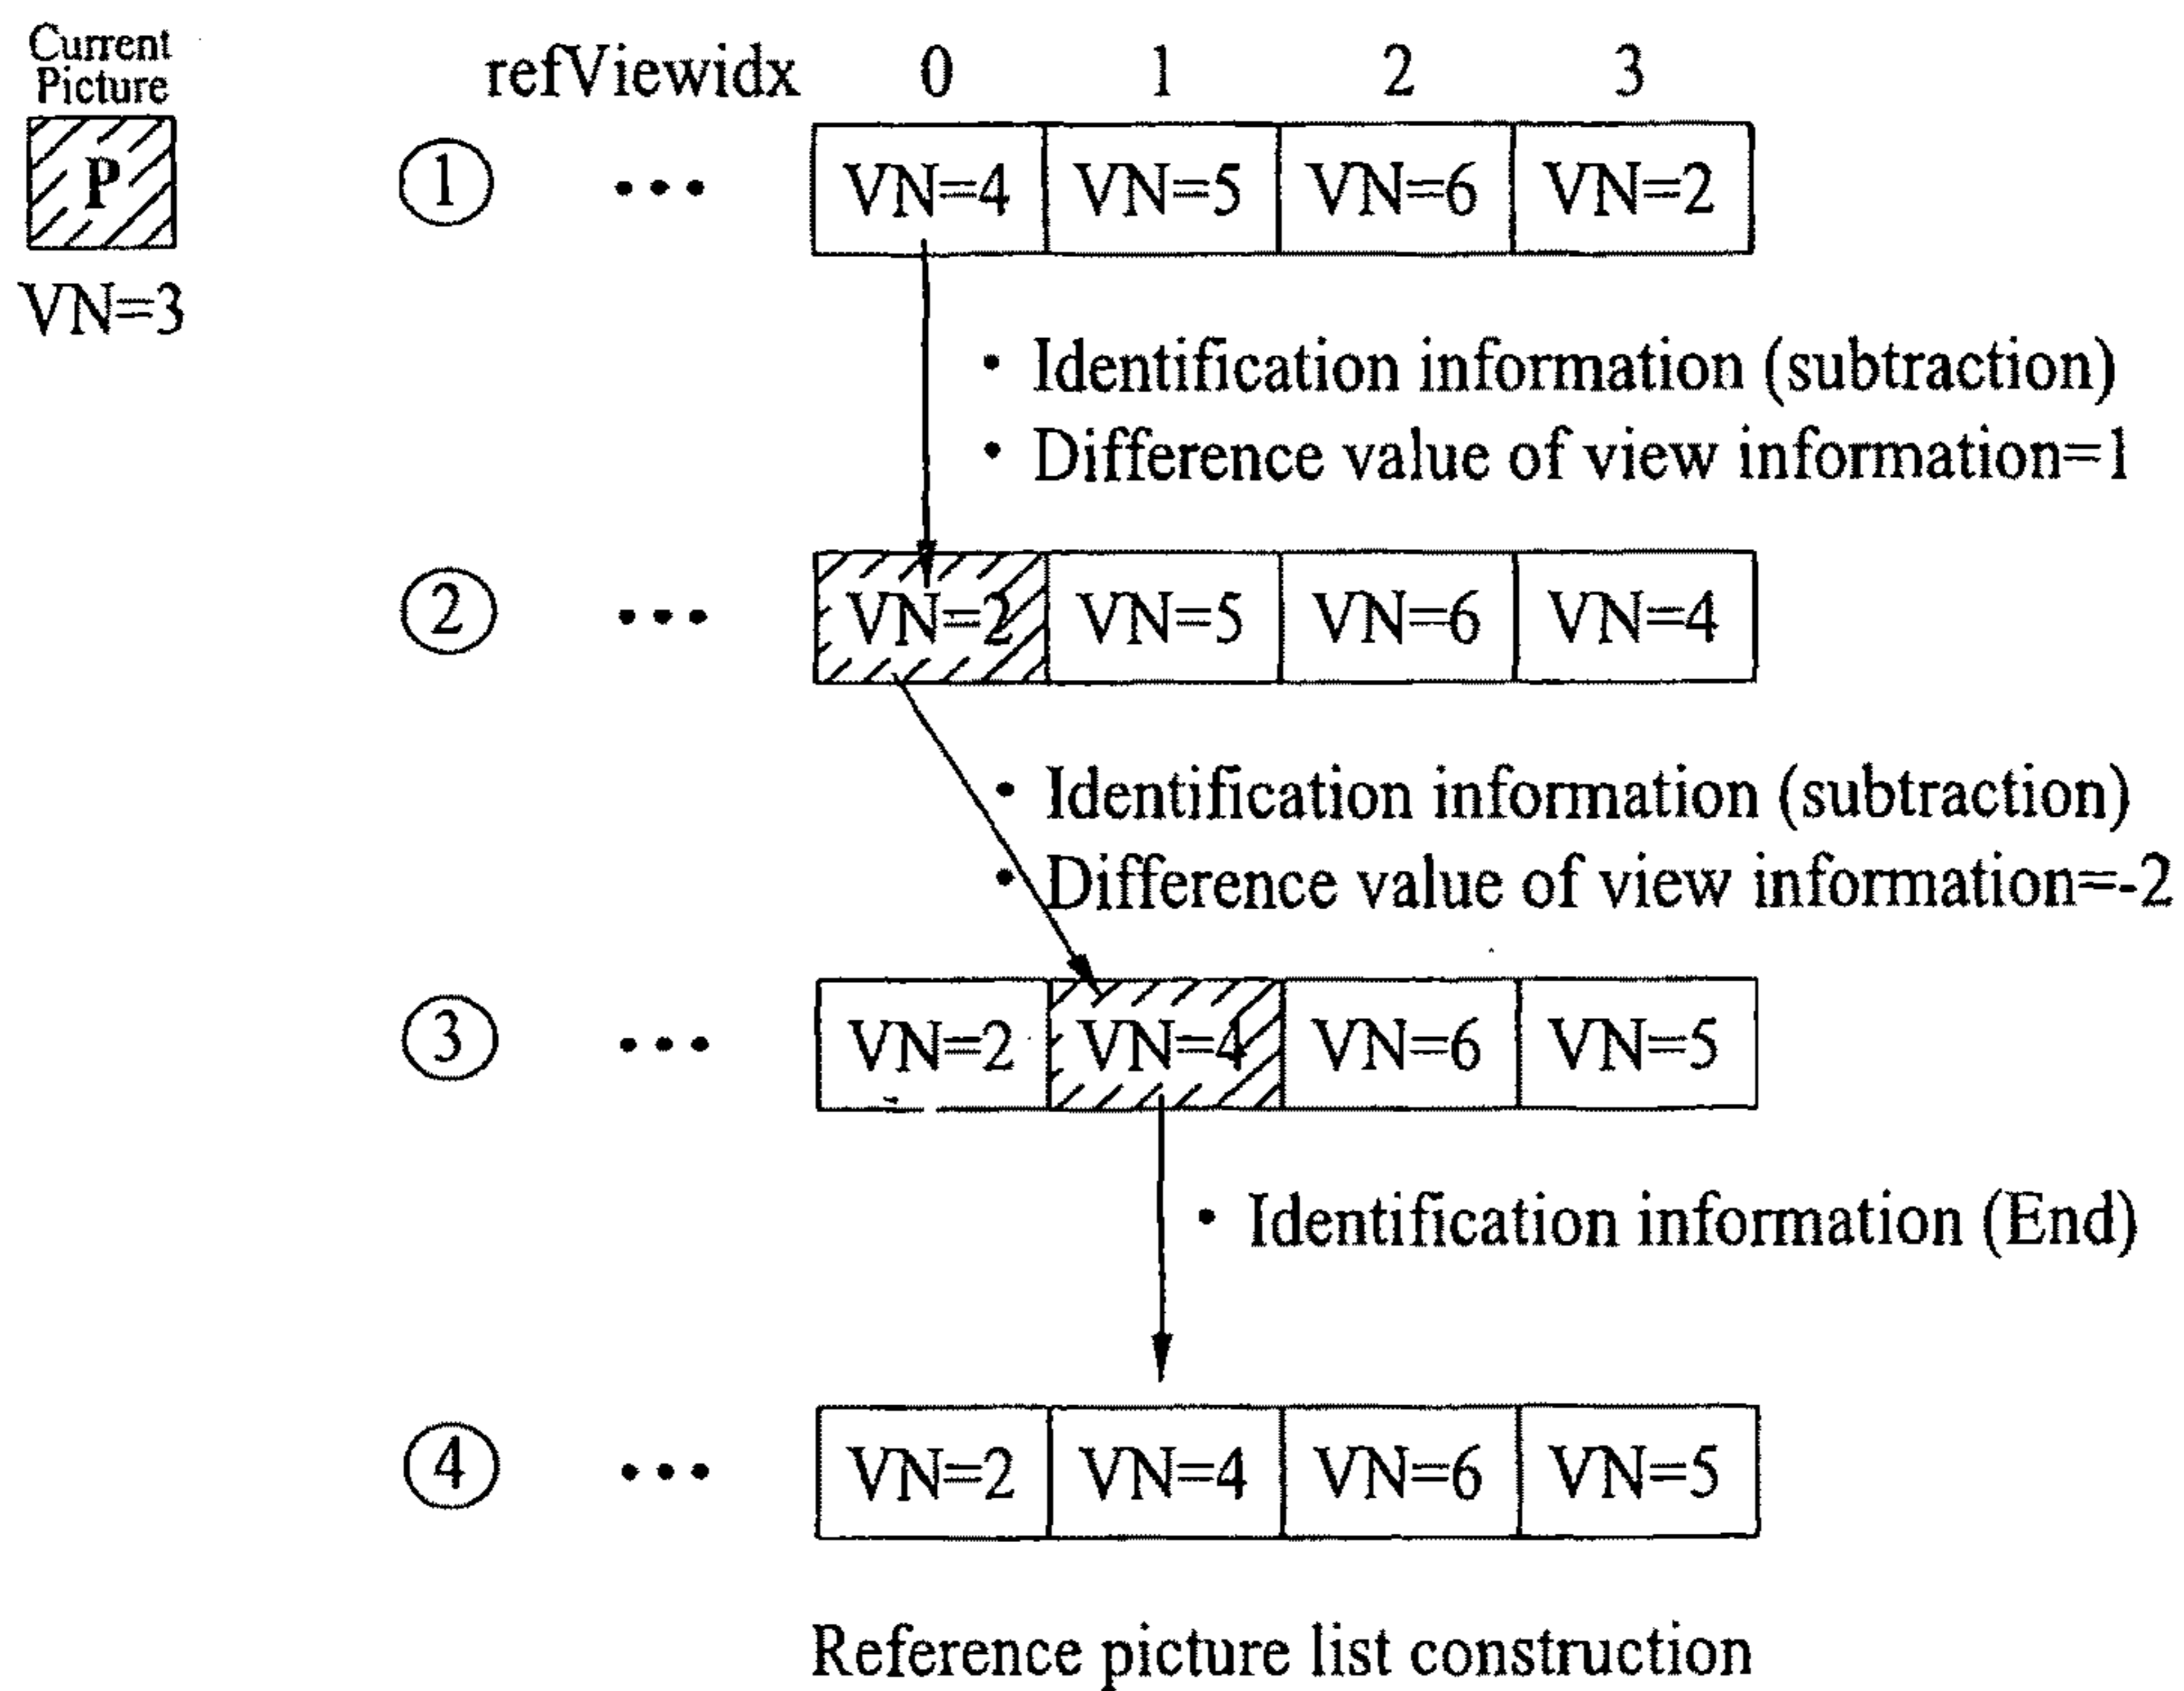 Current
Picture
P
VN=3
refViewidx 0 1 2 3
① ••• VN=4 VN=5 VN=6 VN=2
• Identification information (subtraction)
• Difference value of view information=1
② ••• VN=2 VN=5 VN=6 VN=4
• Identification information (subtraction)
• Difference value of view information=-2
③ ••• VN=2 VN=4 VN=6 VN=5
• Identification information (End)
④ ••• VN=2 VN=4 VN=6 VN=5
Reference picture list construction